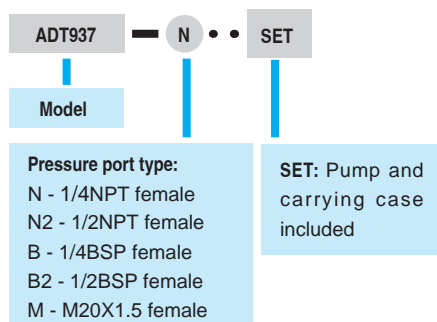 ADT937 N SET
Model
Pressure port type:
N - 1/4NPT female
N2 - 1/2NPT female
B - 1/4BSP female
B2 - 1/2BSP female
M - M20X1.5 female
SET: Pump and
carrying case
included